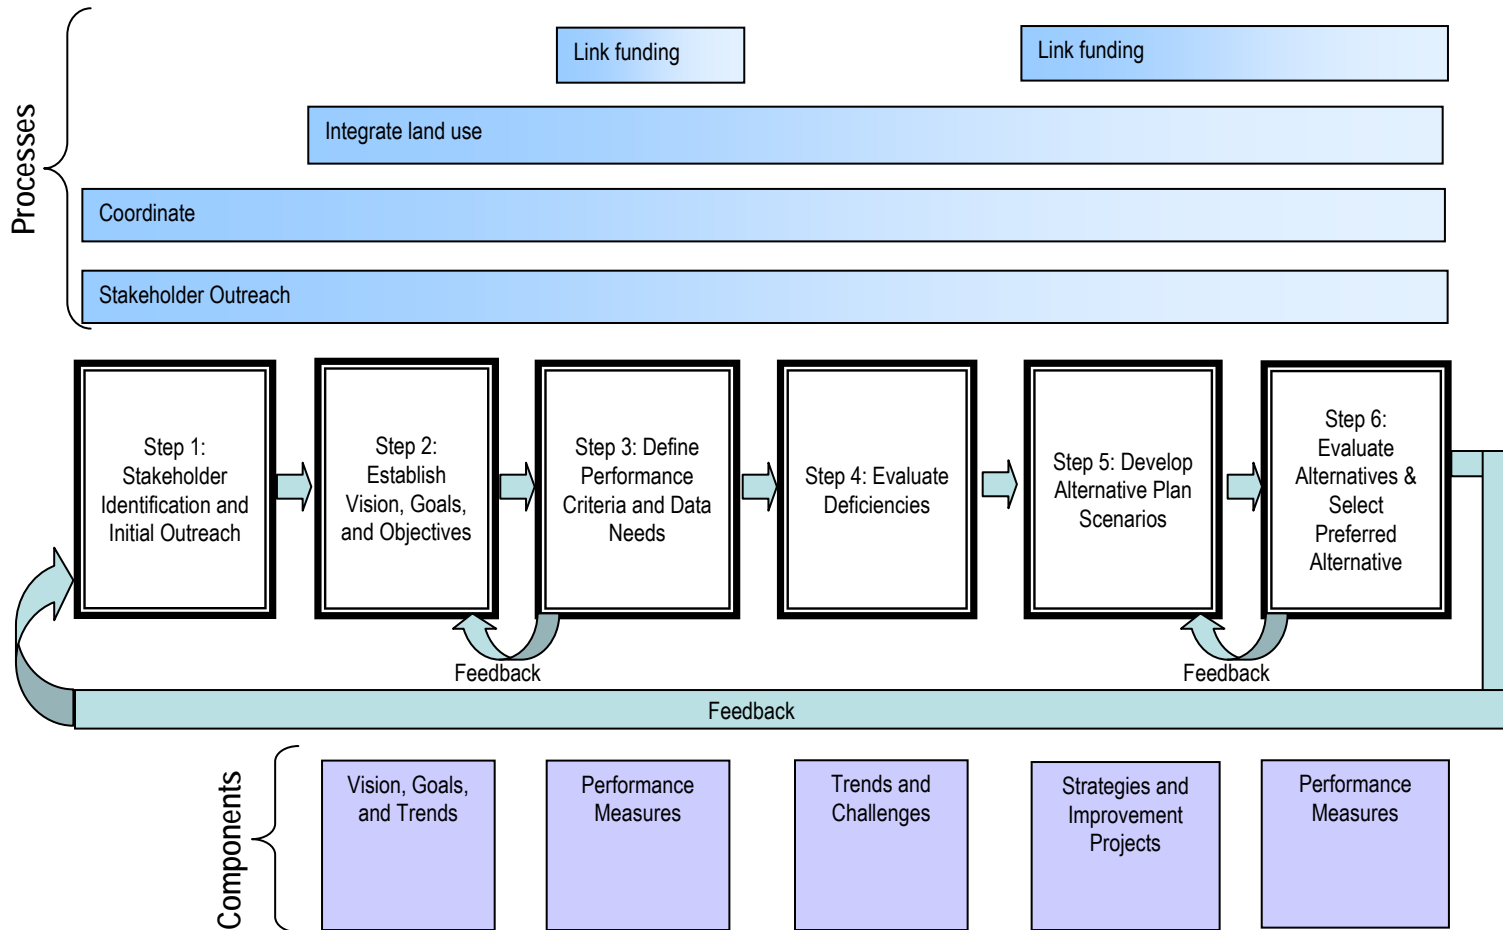 Processes
Link funding
Link funding
Integrate land use
Coordinate
Stakeholder Outreach
Step 1:
Stakeholder
Identification and
Initial Outreach
Step 2:
Establish
Vision, Goals,
and Objectives
Step 3: Define
Performance
Criteria and Data
Needs
Step 4: Evaluate
Deficiencies
Step 5: Develop
Alternative Plan
Scenarios
Step 6:
Evaluate
Alternatives &
Select
Preferred
Alternative
Feedback
Feedback
Feedback
Components
Vision, Goals,
and Trends
Performance
Measures
Trends and
Challenges
Strategies and
Improvement
Projects
Performance
Measures